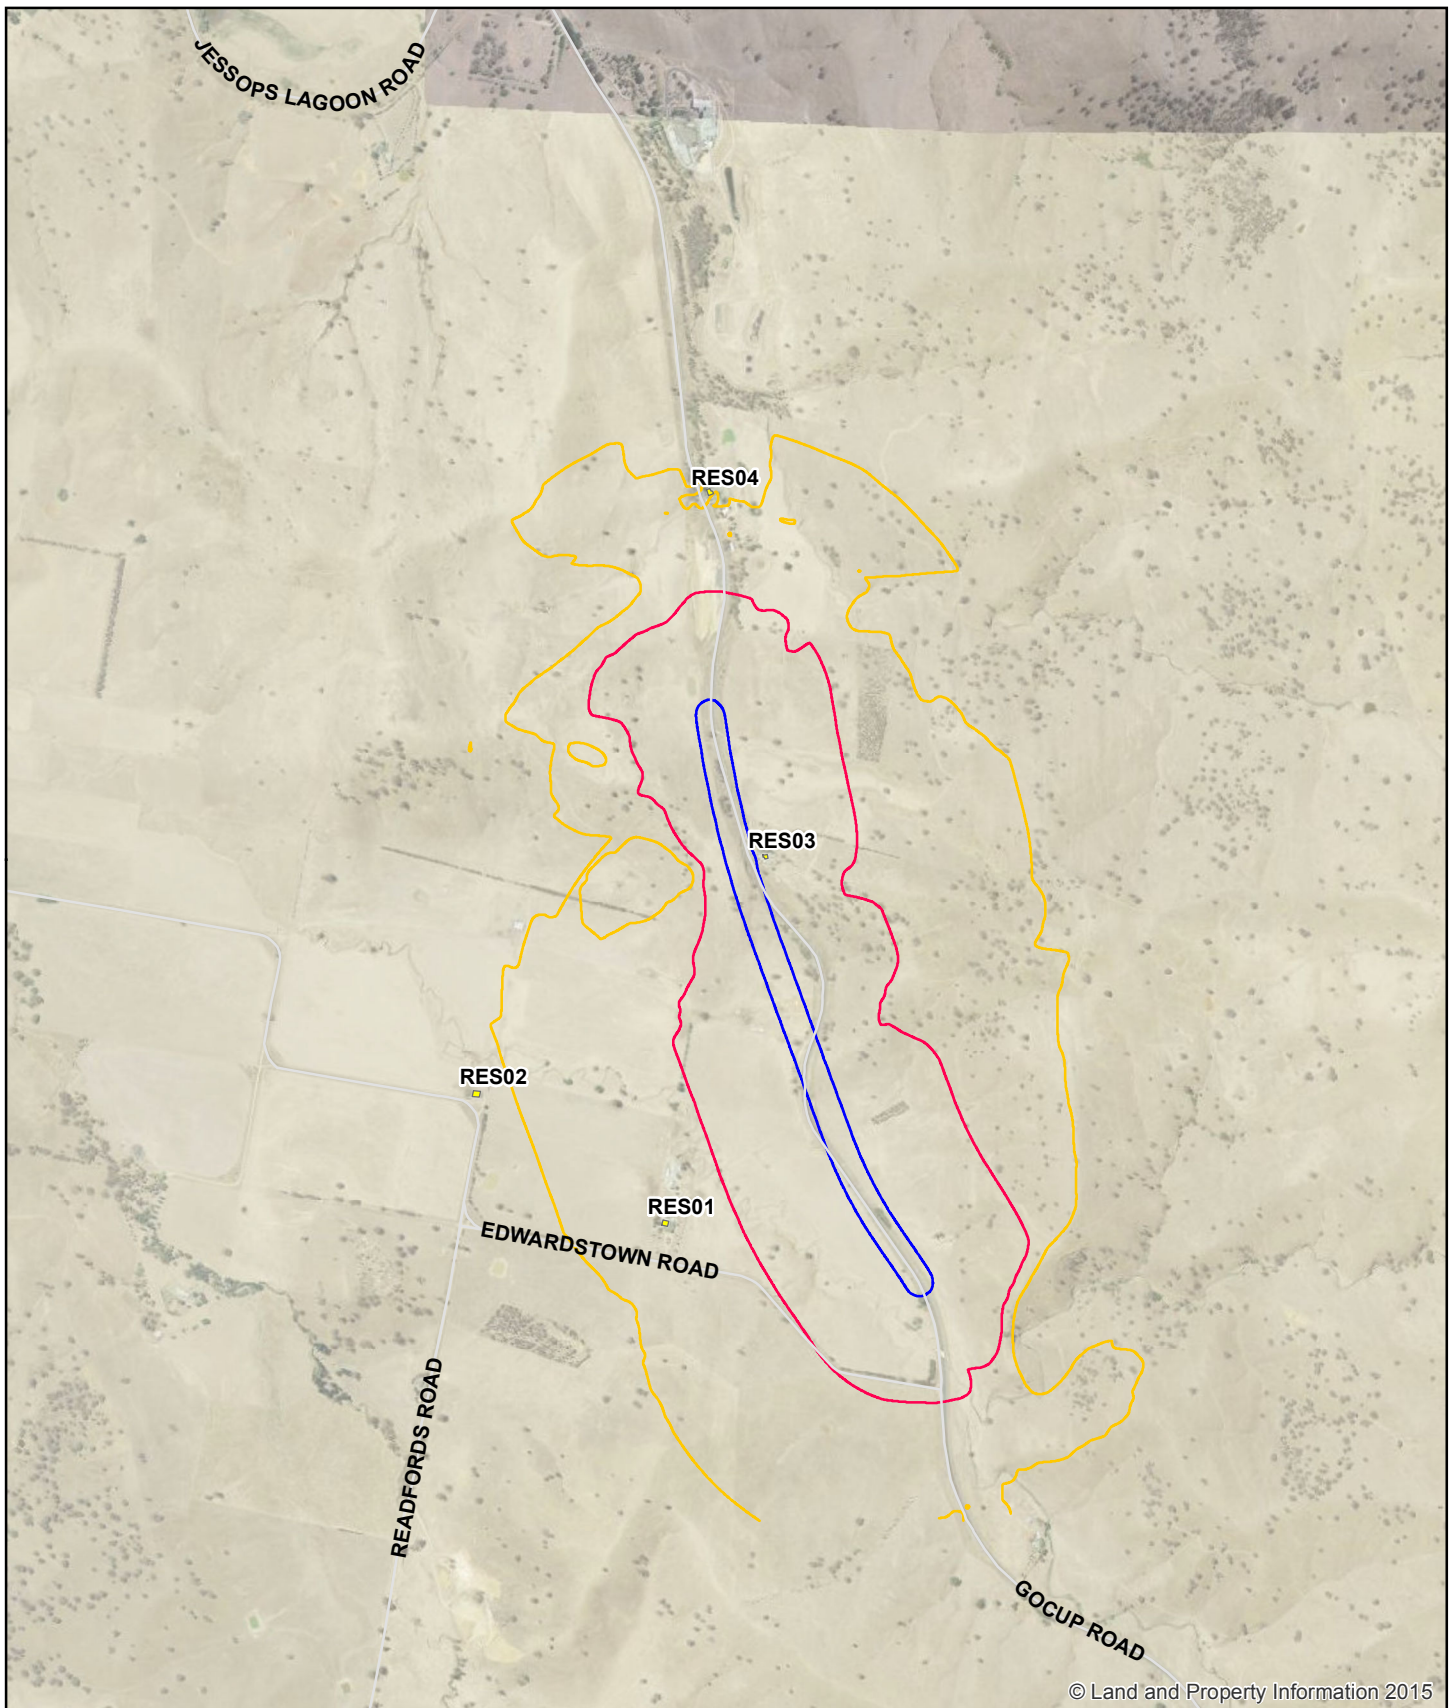 JESSOPS LAGOON ROAD
RES04
RES03
RES02
RES01
EDWARDSTOWN ROAD
READFORDS ROAD
GOCUP ROAD
© Land and Property Information 2015